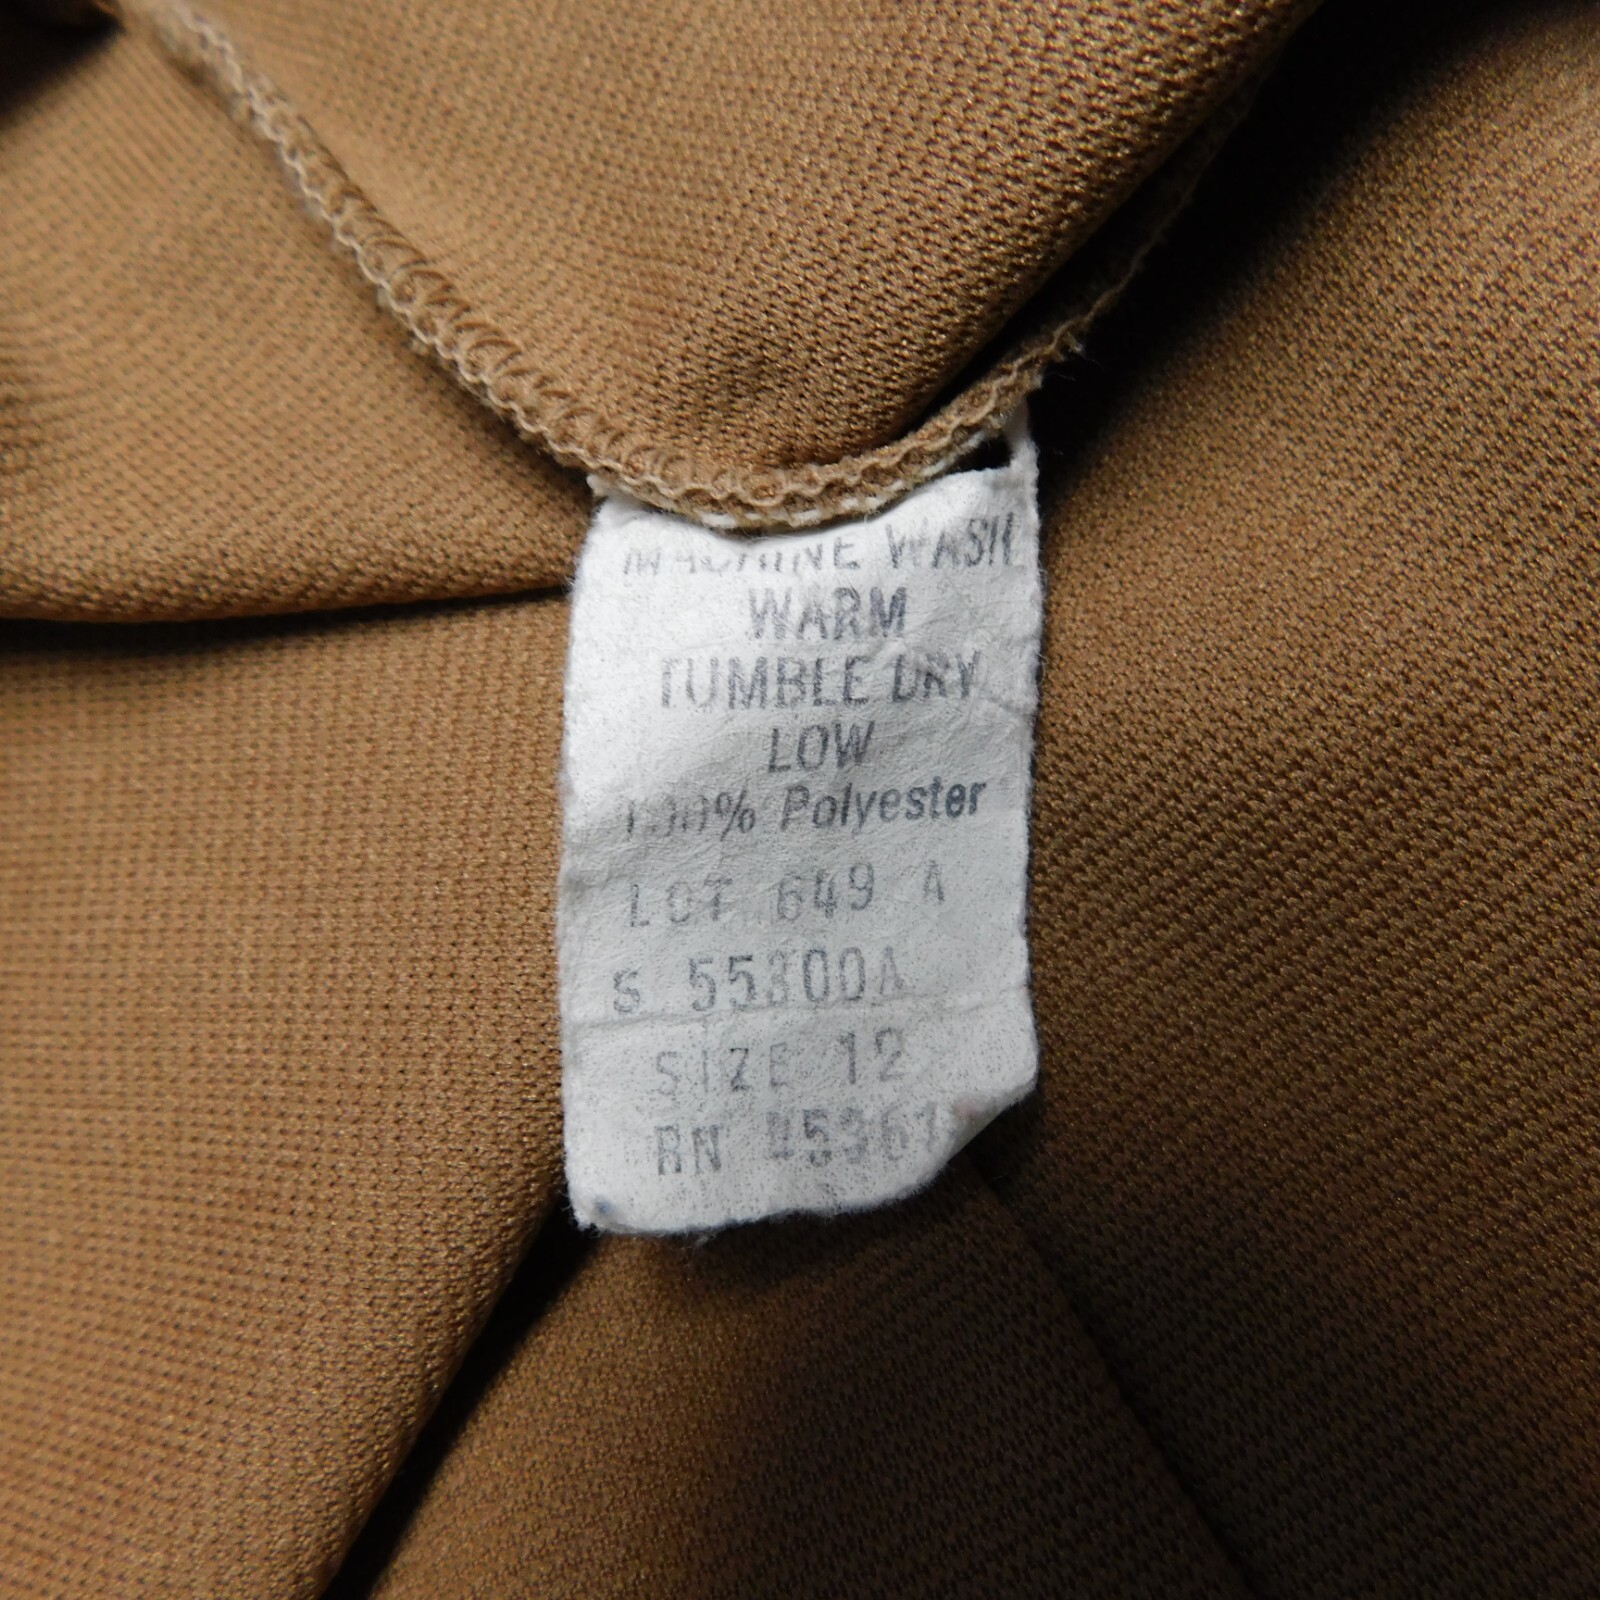 MACHINE WASH
WARM
TUMBLE DRY
LOW
100% Polyester
LOT 649 A
S 55800A
SIZE 12
RN 45361